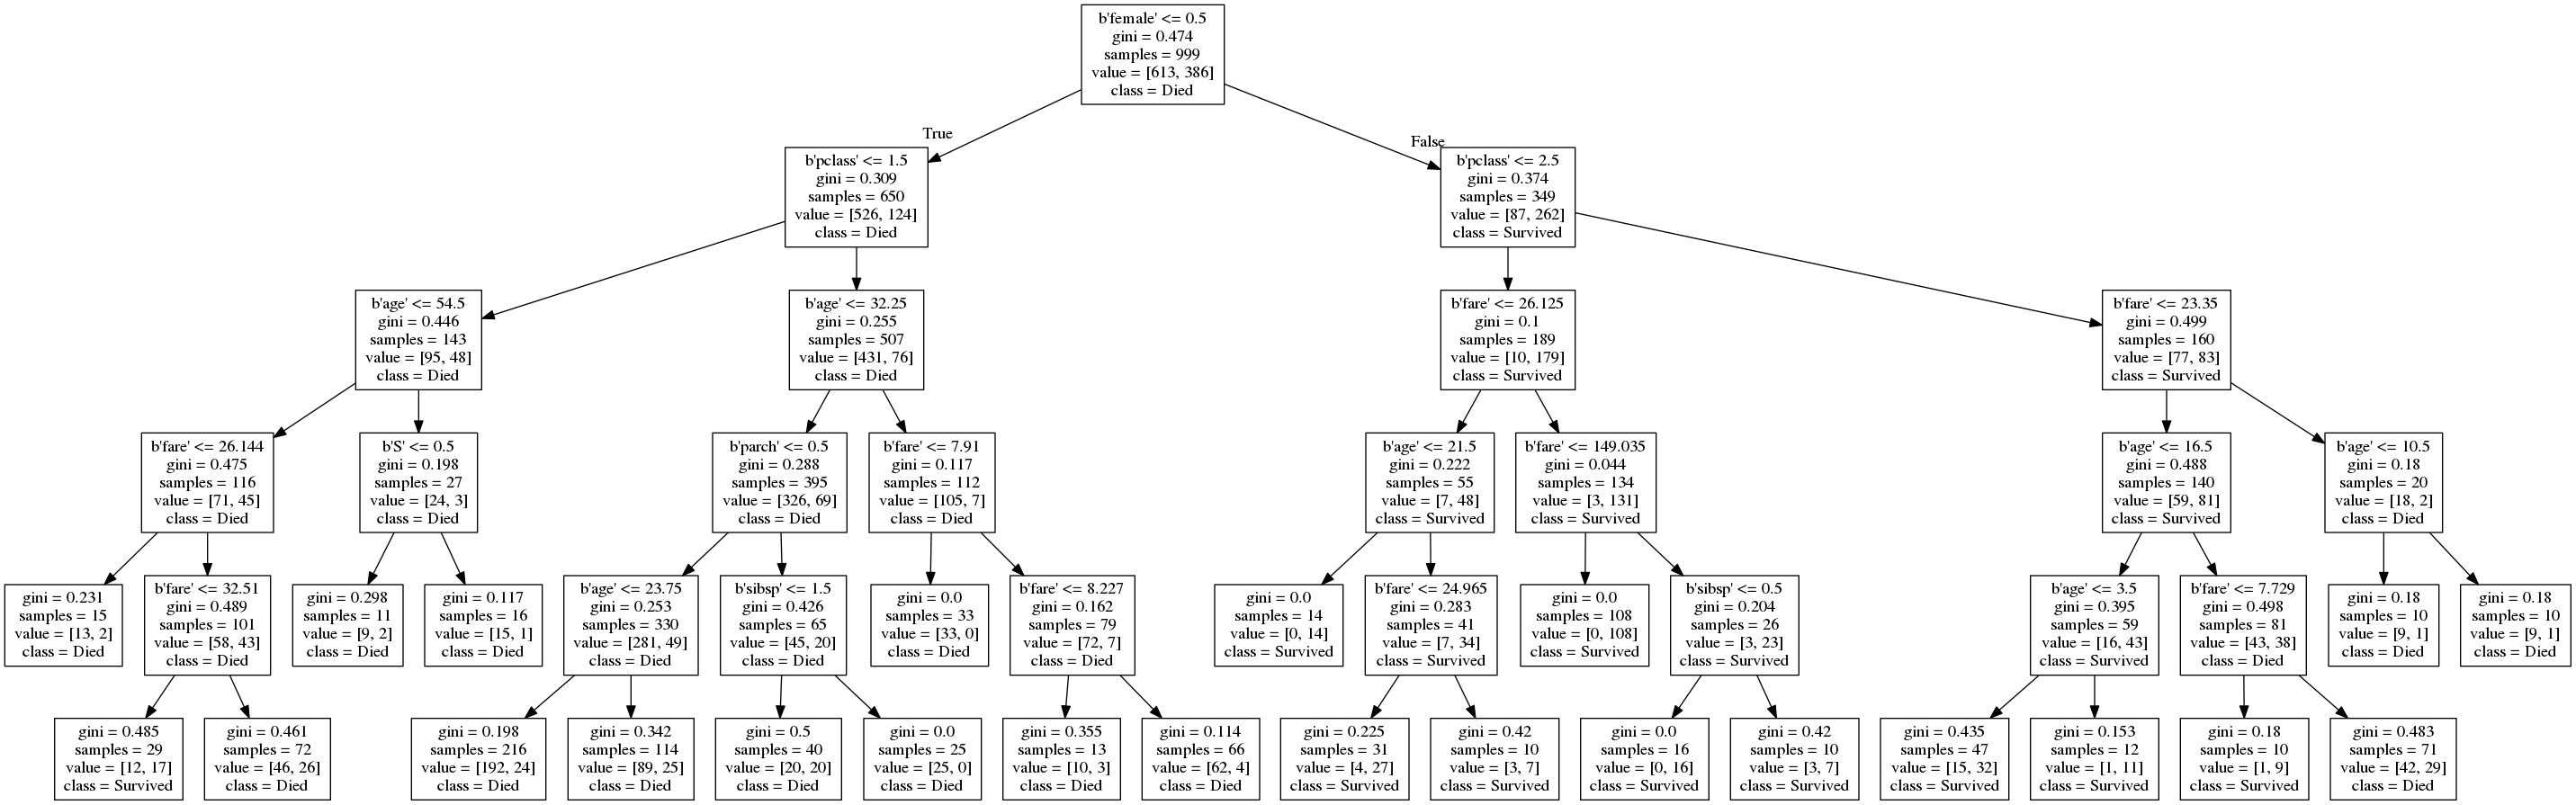 b'female' <= 0.5
gini = 0.474
samples = 999
value = [613, 386]
class = Died
True
False
b'pclass' <= 1.5
gini = 0.309
samples = 650
value = [526, 124]
class = Died
b'pclass' <= 2.5
gini = 0.374
samples = 349
value = [87, 262]
class = Survived
b'age' <= 54.5
gini = 0.446
samples = 143
value = [95, 48]
class = Died
b'age' <= 32.25
gini = 0.255
samples = 507
value = [431, 76]
class = Died
b'fare' <= 26.125
gini = 0.1
samples = 189
value = [10, 179]
class = Survived
b'fare' <= 23.35
gini = 0.499
samples = 160
value = [77, 83]
class = Survived
b'fare' <= 26.144
gini = 0.475
samples = 116
value = [71, 45]
class = Died
b'S' <= 0.5
gini = 0.198
samples = 27
value = [24, 3]
class = Died
b'parch' <= 0.5
gini = 0.288
samples = 395
value = [326, 69]
class = Died
b'fare' <= 7.91
gini = 0.117
samples = 112
value = [105, 7]
class = Died
b'age' <= 21.5
gini = 0.222
samples = 55
value = [7, 48]
class = Survived
b'fare' <= 149.035
gini = 0.044
samples = 134
value = [3, 131]
class = Survived
b'age' <= 16.5
gini = 0.488
samples = 140
value = [59, 81]
class = Survived
b'age' <= 10.5
gini = 0.18
samples = 20
value = [18, 2]
class = Died
gini = 0.231
samples = 15
value = [13, 2]
class = Died
b'fare' <= 32.51
gini = 0.489
samples = 101
value = [58, 43]
class = Died
gini = 0.298
samples = 11
value = [9, 2]
class = Died
gini = 0.117
samples = 16
value = [15, 1]
class = Died
b'age' <= 23.75
gini = 0.253
samples = 330
value = [281, 49]
class = Died
b'sibsp' <= 1.5
gini = 0.426
samples = 65
value = [45, 20]
class = Died
gini = 0.0
samples = 33
value = [33, 0]
class = Died
b'fare' <= 8.227
gini = 0.162
samples = 79
value = [72, 7]
class = Died
gini = 0.0
samples = 14
value = [0, 14]
class = Survived
b'fare' <= 24.965
gini = 0.283
samples = 41
value = [7, 34]
class = Survived
gini = 0.0
samples = 108
value = [0, 108]
class = Survived
b'sibsp' <= 0.5
gini = 0.204
samples = 26
value = [3, 23]
class = Survived
b'age' <= 3.5
gini = 0.395
samples = 59
value = [16, 43]
class = Survived
b'fare' <= 7.729
gini = 0.498
samples = 81
value = [43, 38]
class = Died
gini = 0.18
samples = 10
value = [9, 1]
class = Died
gini = 0.18
samples = 10
value = [9, 1]
class = Died
gini = 0.485
samples = 29
value = [12, 17]
class = Survived
gini = 0.461
samples = 72
value = [46, 26]
class = Died
gini = 0.198
samples = 216
value = [192, 24]
class = Died
gini = 0.342
samples = 114
value = [89, 25]
class = Died
gini = 0.5
samples = 40
value = [20, 20]
class = Died
gini = 0.0
samples = 25
value = [25, 0]
class = Died
gini = 0.355
samples = 13
value = [10, 3]
class = Died
gini = 0.114
samples = 66
value = [62, 4]
class = Died
gini = 0.225
samples = 31
value = [4, 27]
class = Survived
gini = 0.42
samples = 10
value = [3, 7]
class = Survived
gini = 0.0
samples = 16
value = [0, 16]
class = Survived
gini = 0.42
samples = 10
value = [3, 7]
class = Survived
gini = 0.435
samples = 47
value = [15, 32]
class = Survived
gini = 0.153
samples = 12
value = [1, 11]
class = Survived
gini = 0.18
samples = 10
value = [1, 9]
class = Survived
gini = 0.483
samples = 71
value = [42, 29]
class = Died